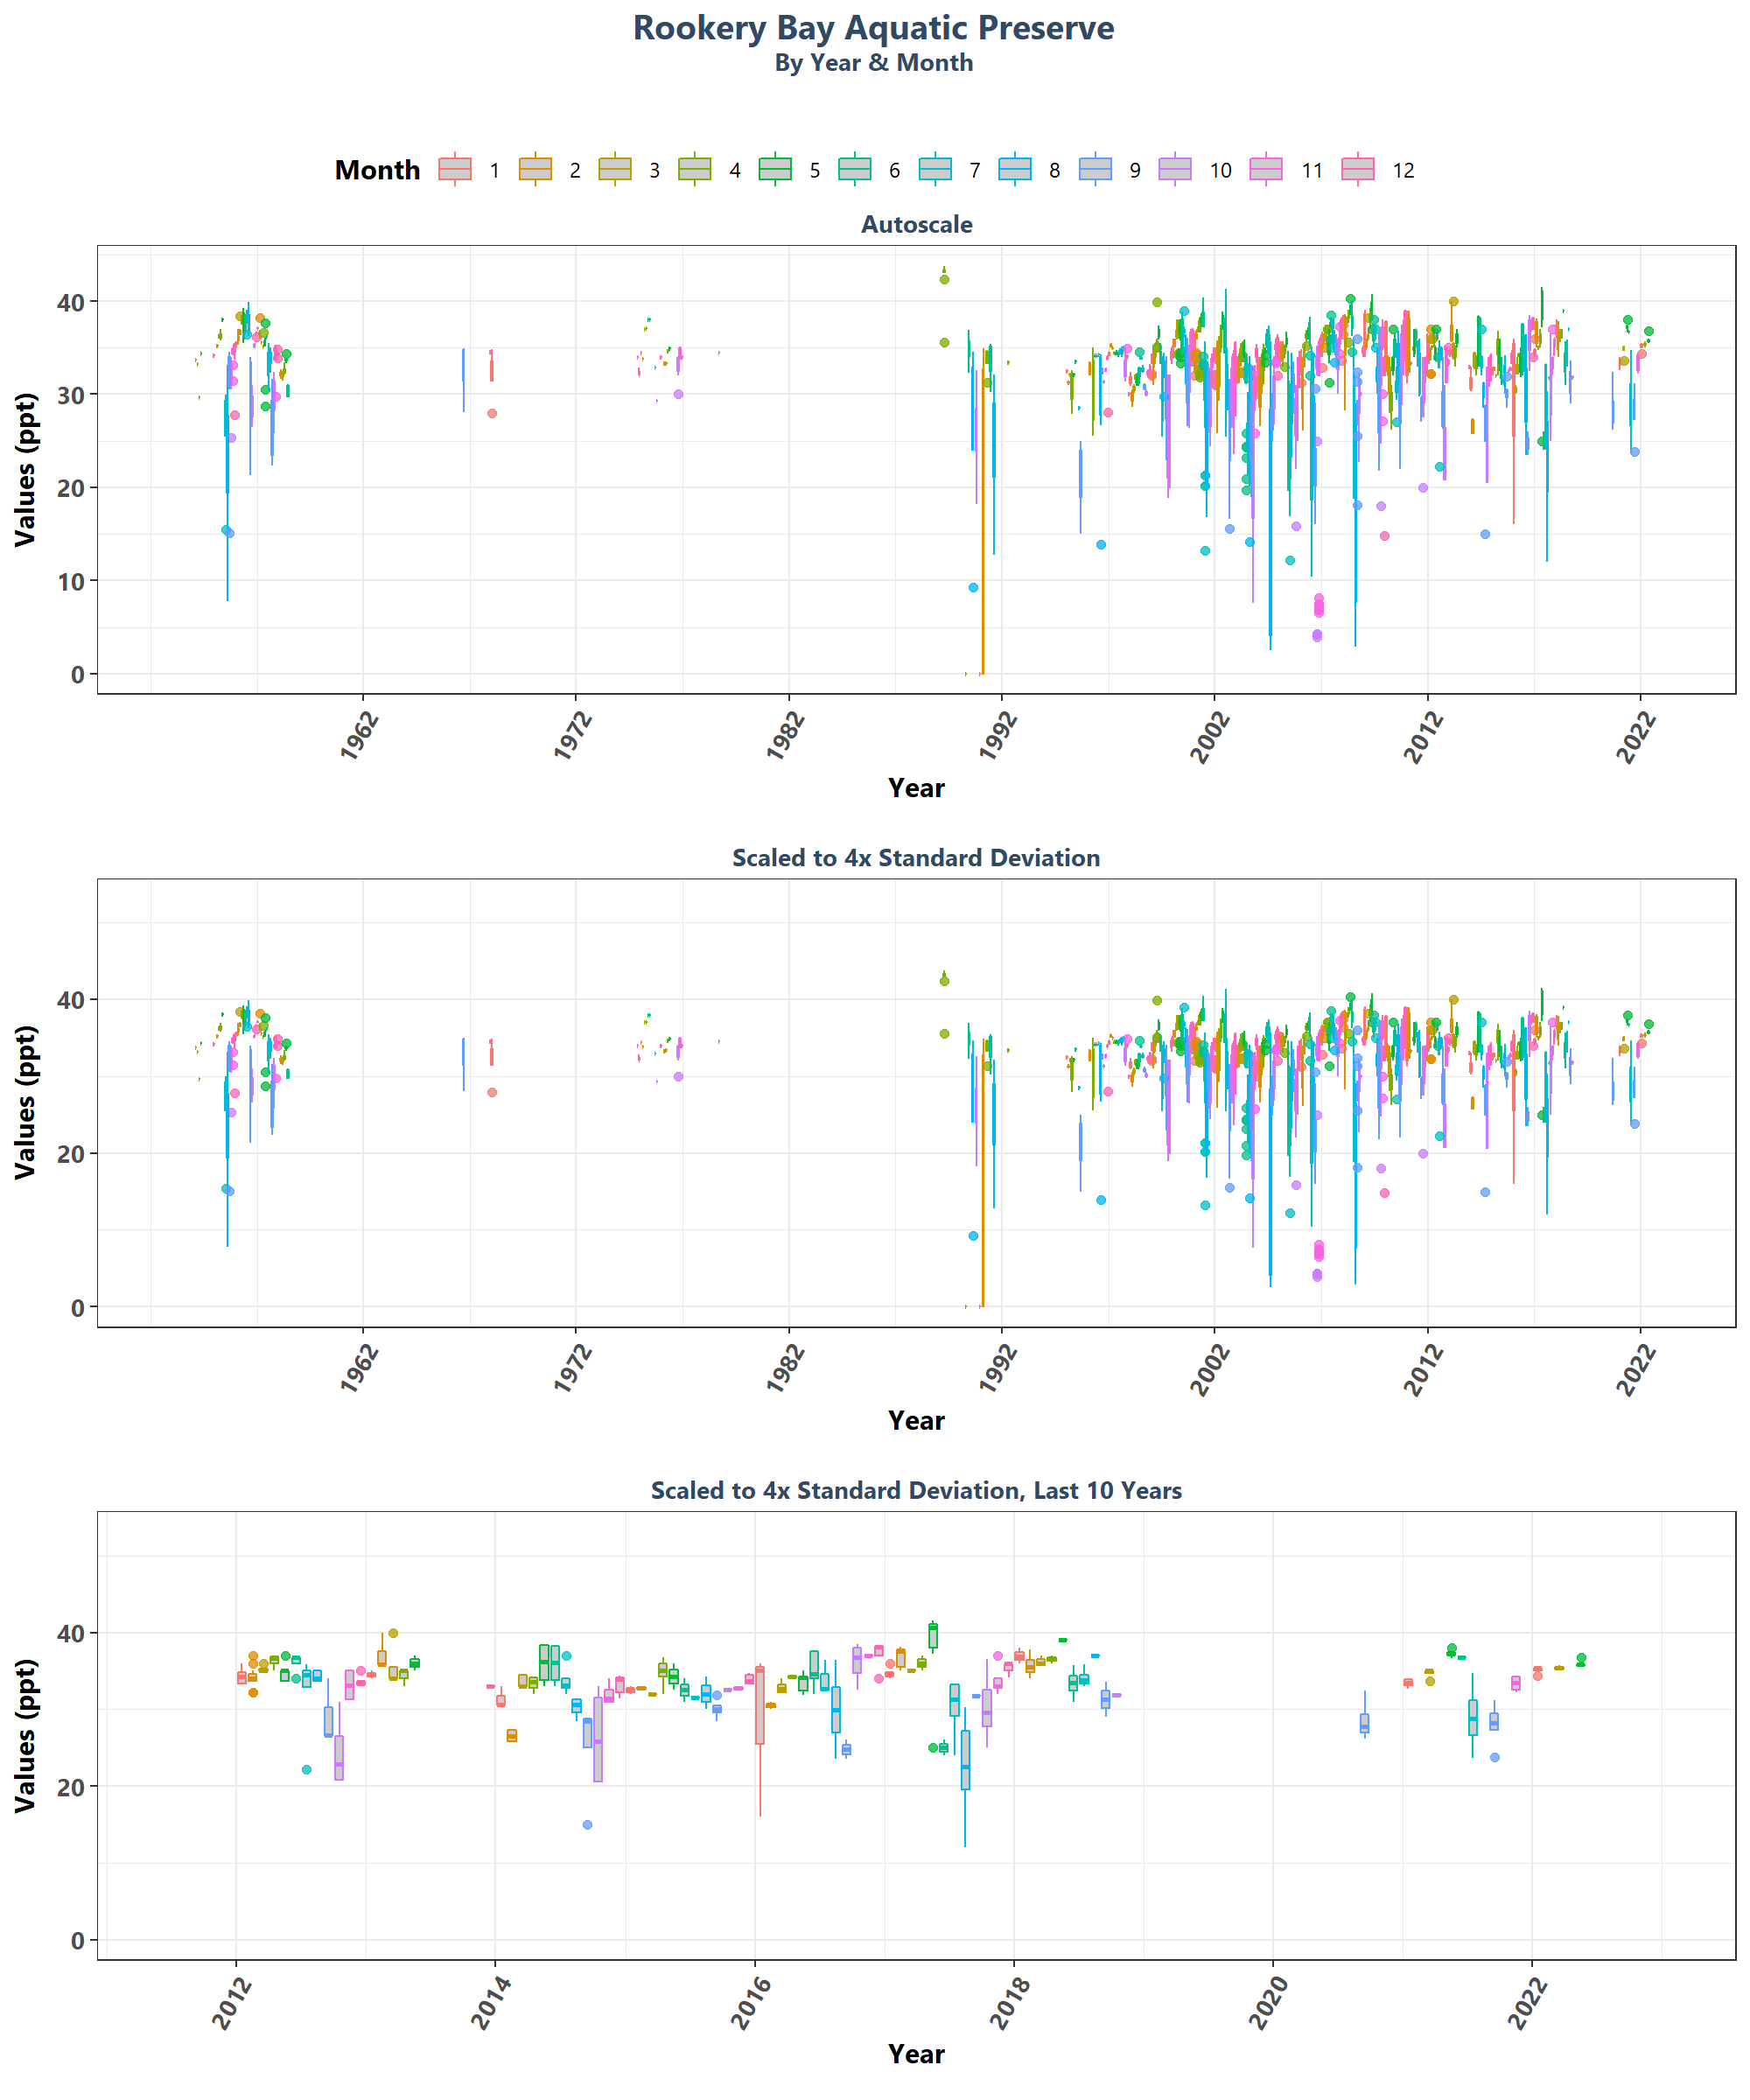 Rookery Bay Aquatic Preserve
By Year & Month
Month 1 2 3 4 5 6 7 8 9 10 11 12
Autoscale
Values (ppt)
40
30
20
10
0
1962 1972 1982 1992 2002 2012 2022
Year
Scaled to 4x Standard Deviation
Values (ppt)
40
20
0
1962 1972 1982 1992 2002 2012 2022
Year
Scaled to 4x Standard Deviation, Last 10 Years
Values (ppt)
40
20
0
2012 2014 2016 2018 2020 2022
Year